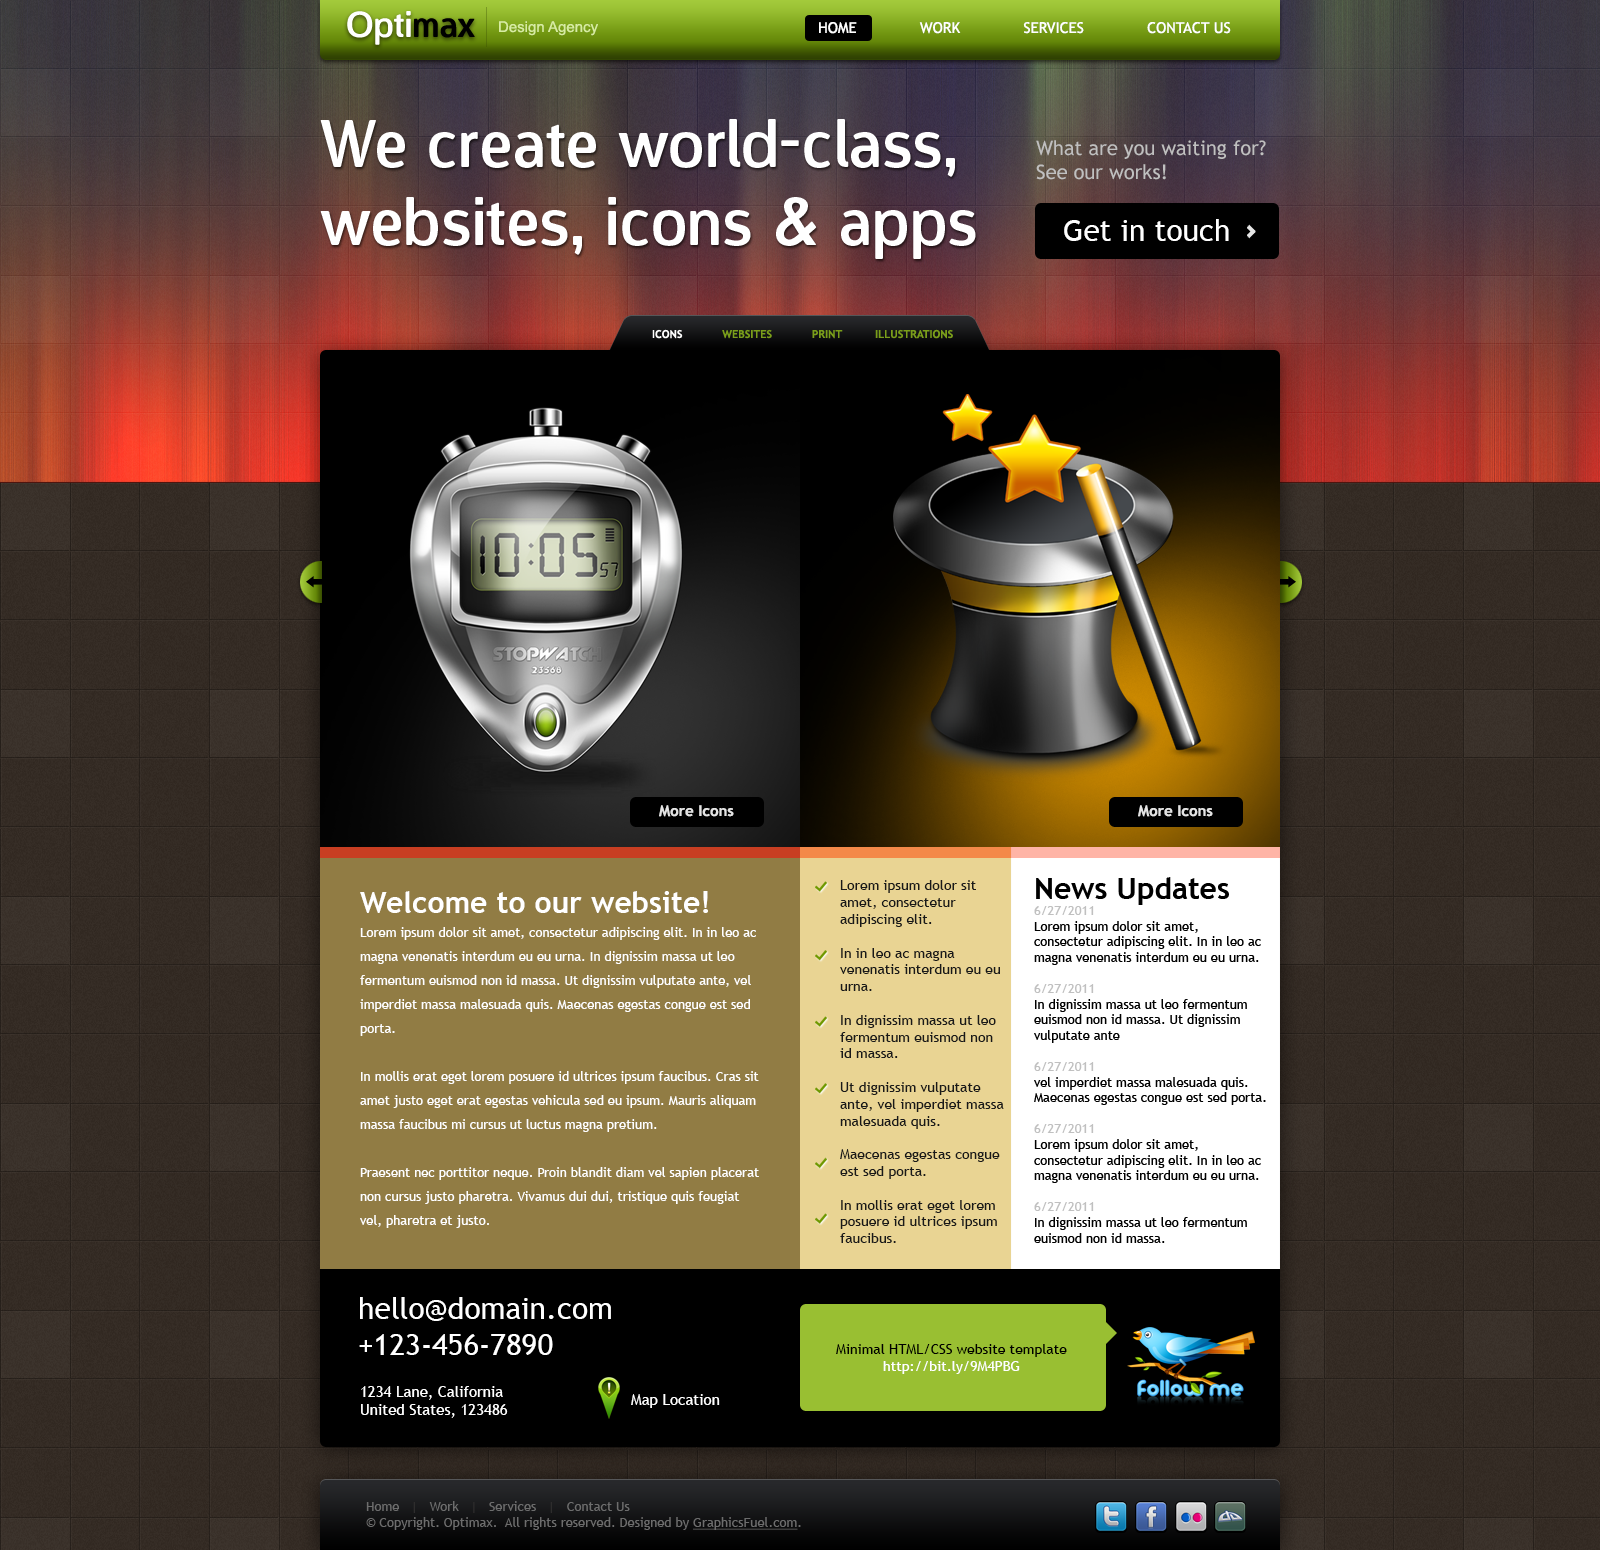 Optimax
Design Agency
HOME
WORK
SERVICES
CONTACT US
We create world-class,
websites, icons & apps
What are you waiting for?
See our works!
Get in touch
ICONS
WEBSITES
PRINT
ILLUSTRATIONS
10:05 57
STOPWATCH
23566
More Icons
More Icons
Welcome to our website!
Lorem ipsum dolor sit amet, consectetur adipiscing elit. In in leo ac
magna venenatis interdum eu eu urna. In dignissim massa ut leo
fermentum euismod non id massa. Ut dignissim vulputate ante, vel
imperdiet massa malesuada quis. Maecenas egestas congue est sed
porta.
In mollis erat eget lorem posuere id ultrices ipsum faucibus. Cras sit
amet justo eget erat egestas vehicula sed eu ipsum. Mauris aliquam
massa faucibus mi cursus ut luctus magna pretium.
Praesent nec porttitor neque. Proin blandit diam vel sapien placerat
non cursus justo pharetra. Vivamus dui dui, tristique quis feugiat
vel, pharetra et justo.
Lorem ipsum dolor sit
amet, consectetur
adipiscing elit.
In in leo ac magna
venenatis interdum eu eu
urna.
In dignissim massa ut leo
fermentum euismod non
id massa.
Ut dignissim vulputate
ante, vel imperdiet massa
malesuada quis.
Maecenas egestas congue
est sed porta.
In mollis erat eget lorem
posuere id ultrices ipsum
faucibus.
News Updates
6/27/2011
Lorem ipsum dolor sit amet,
consectetur adipiscing elit. In in leo ac
magna venenatis interdum eu eu urna.
6/27/2011
In dignissim massa ut leo fermentum
euismod non id massa. Ut dignissim
vulputate ante
6/27/2011
vel imperdiet massa malesuada quis.
Maecenas egestas congue est sed porta.
6/27/2011
Lorem ipsum dolor sit amet,
consectetur adipiscing elit. In in leo ac
magna venenatis interdum eu eu urna.
6/27/2011
In dignissim massa ut leo fermentum
euismod non id massa.
hello@domain.com
+123-456-7890
1234 Lane, California
United States, 123486
Map Location
Minimal HTML/CSS website template
http://bit.ly/9M4PBG
Follow me
Home | Work | Services | Contact Us
© Copyright. Optimax. All rights reserved. Designed by GraphicsFuel.com.